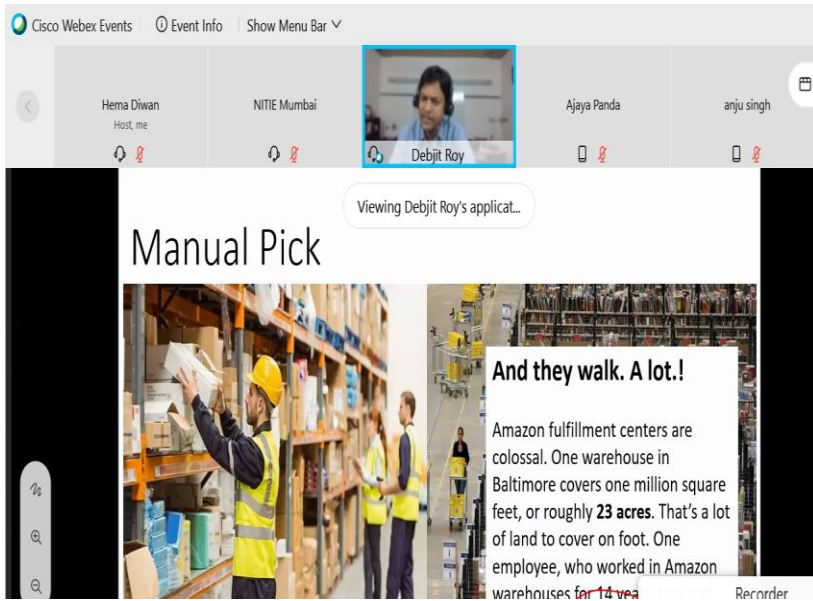 Cisco Webex Events Event Info Show Menu Bar
Hema Diwan
Host, me
NITIE Mumbai
Debjit Roy
Ajaya Panda
anju singh
Viewing Debjit Roy's applicat...
Manual Pick
And they walk. A lot.!
Amazon fulfillment centers are
colossal. One warehouse in
Baltimore covers one million square
feet, or roughly 23 acres. That's a lot
of land to cover on foot. One
employee, who worked in Amazon
warehouses for 14
Recorder